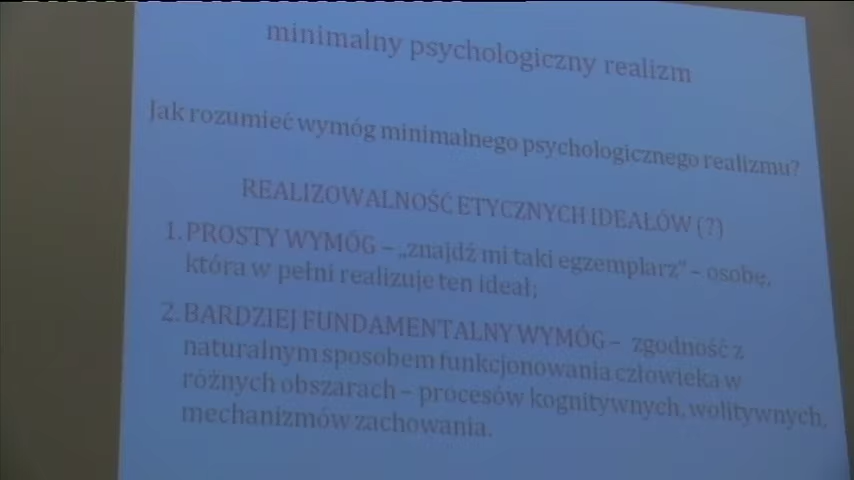 minimalny psychologiczny realizm
Jak rozumieć wymóg minimalnego psychologicznego realizmu?
REALIZOWALNOŚĆ ETYCZNYCH IDEAŁÓW (?)
1. PROSTY WYMÓG – „znajdź mi taki egzemplarz” – osobę,
która w pełni realizuje ten ideał;
2. BARDZIEJ FUNDAMENTALNY WYMÓG – zgodność z
naturalnym sposobem funkcjonowania człowieka w
różnych obszarach – procesów kognitywnych, wolitywnych,
mechanizmów zachowania.